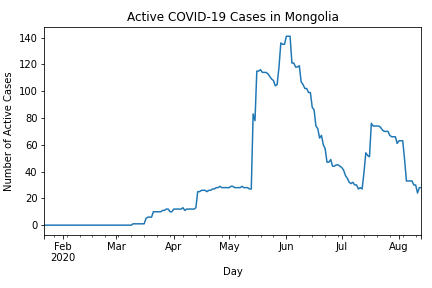 Active COVID-19 Cases in Mongolia
Number of Active Cases
140
120
100
80
60
40
20
0
Feb Mar Apr May Jun Jul Aug
2020
Day